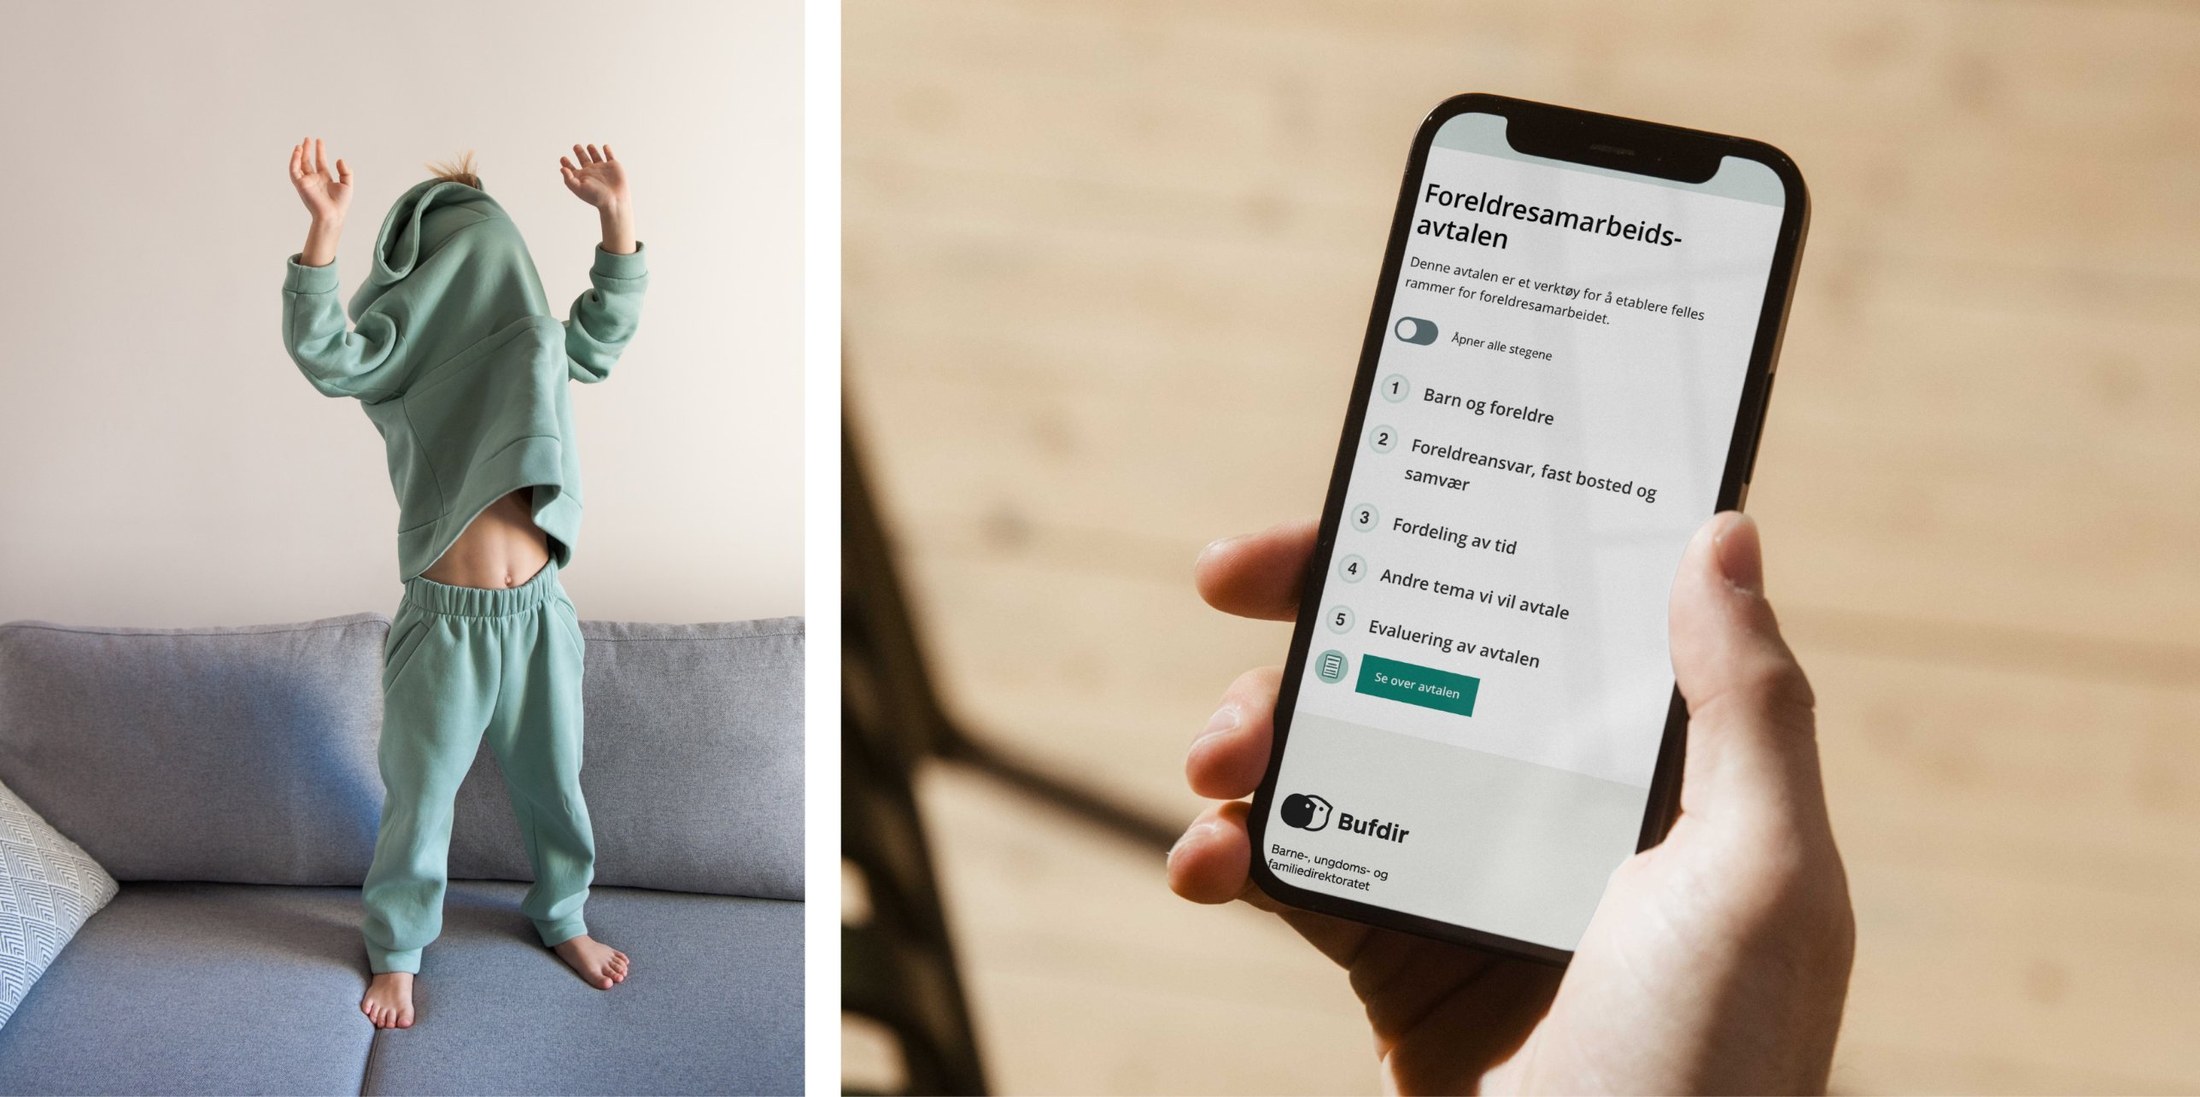 Foreldresamarbeids-
avtalen
Denne avtalen er et verktøy for å etablere felles
rammer for foreldresamarbeidet.
Åpner alle stegene
1 Barn og foreldre
2 Foreldreansvar, fast bosted og
samvær
3 Fordeling av tid
4 Andre tema vi vil avtale
5 Evaluering av avtalen
Se over avtalen
Bufdir
Barne-, ungdoms- og
familiedirektoratet